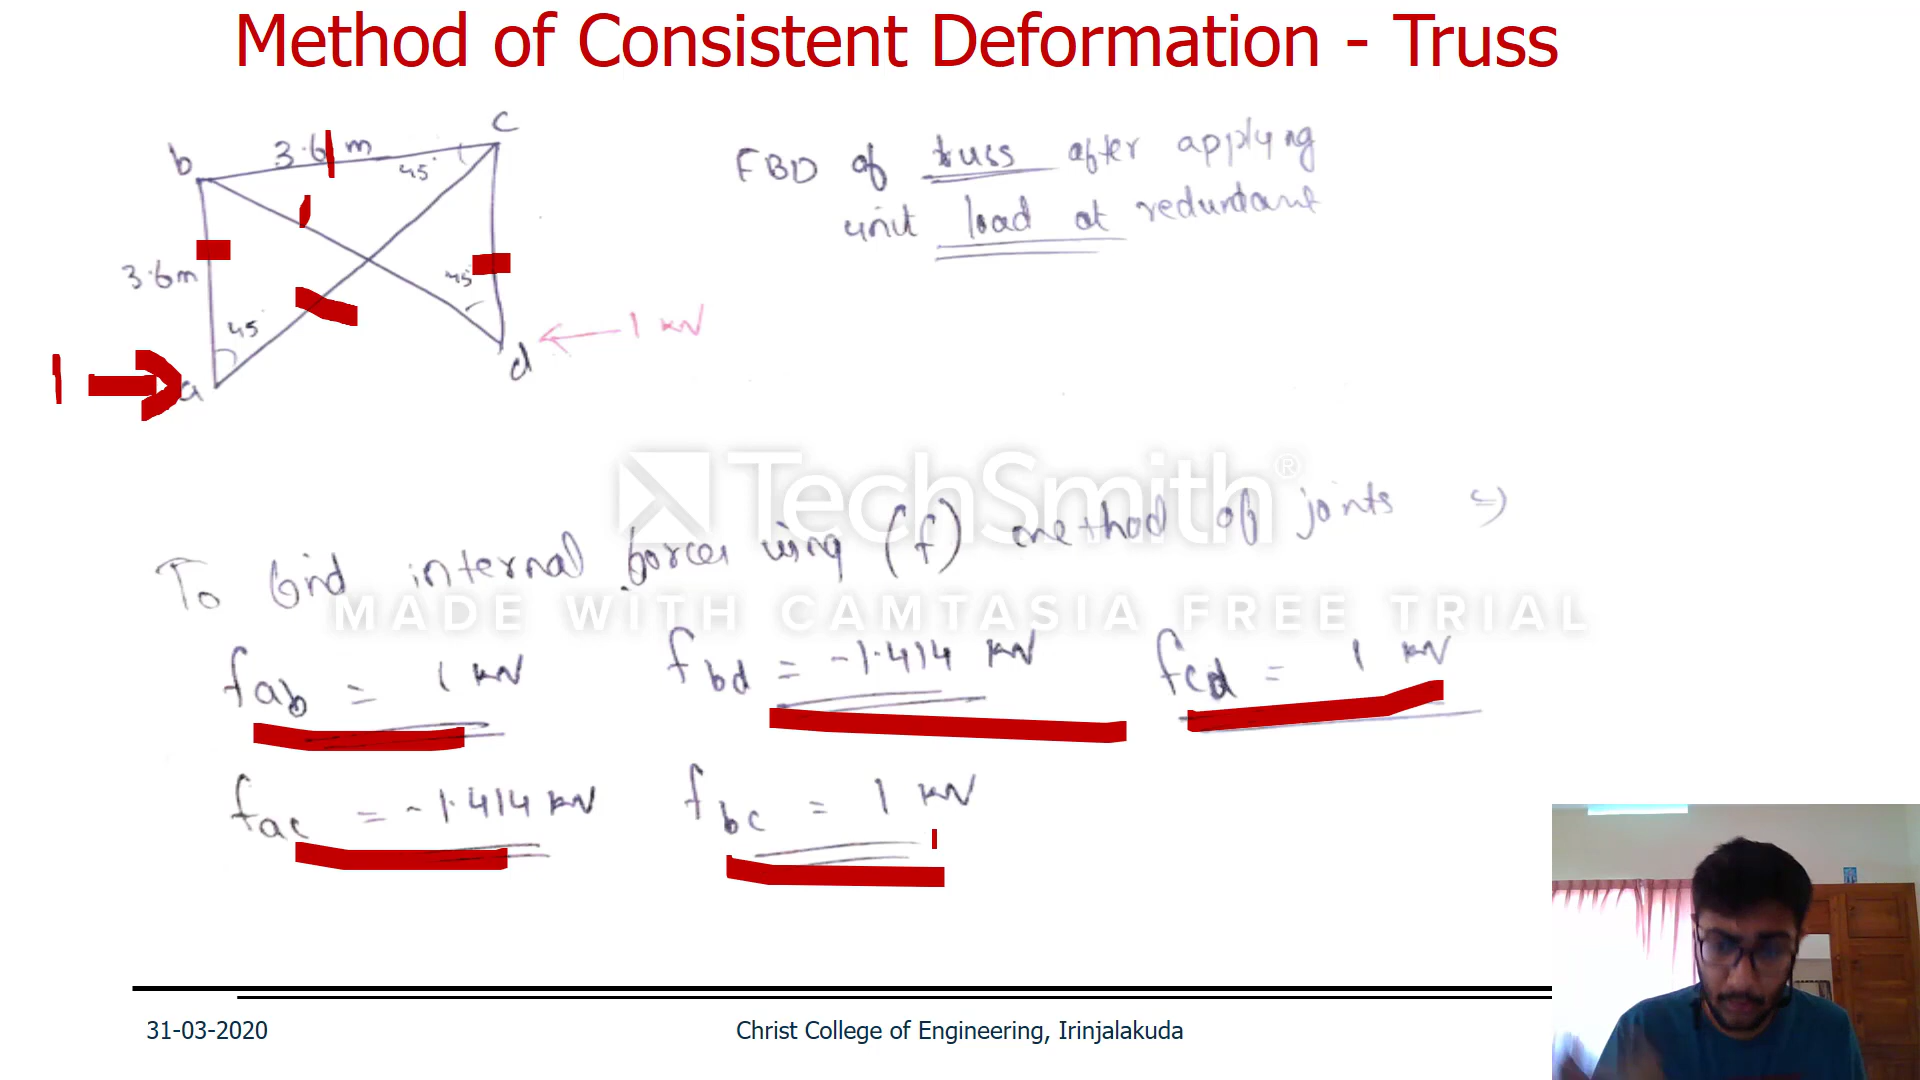 Method of Consistent Deformation - Truss
b 3.6 m c
45°
FBD of truss after applying
unit load at redundant
3.6m
45°
45°
1 kN
1
a
d
TechSmith®
To find internal forces using (f) method of joints ⇒
MADE WITH CAMTASIA FREE TRIAL
fab = 1 kN fbd = -1.414 kN fcd = 1 kN
fac = -1.414 kN fbc = 1 kN
31-03-2020 Christ College of Engineering, Irinjalakuda